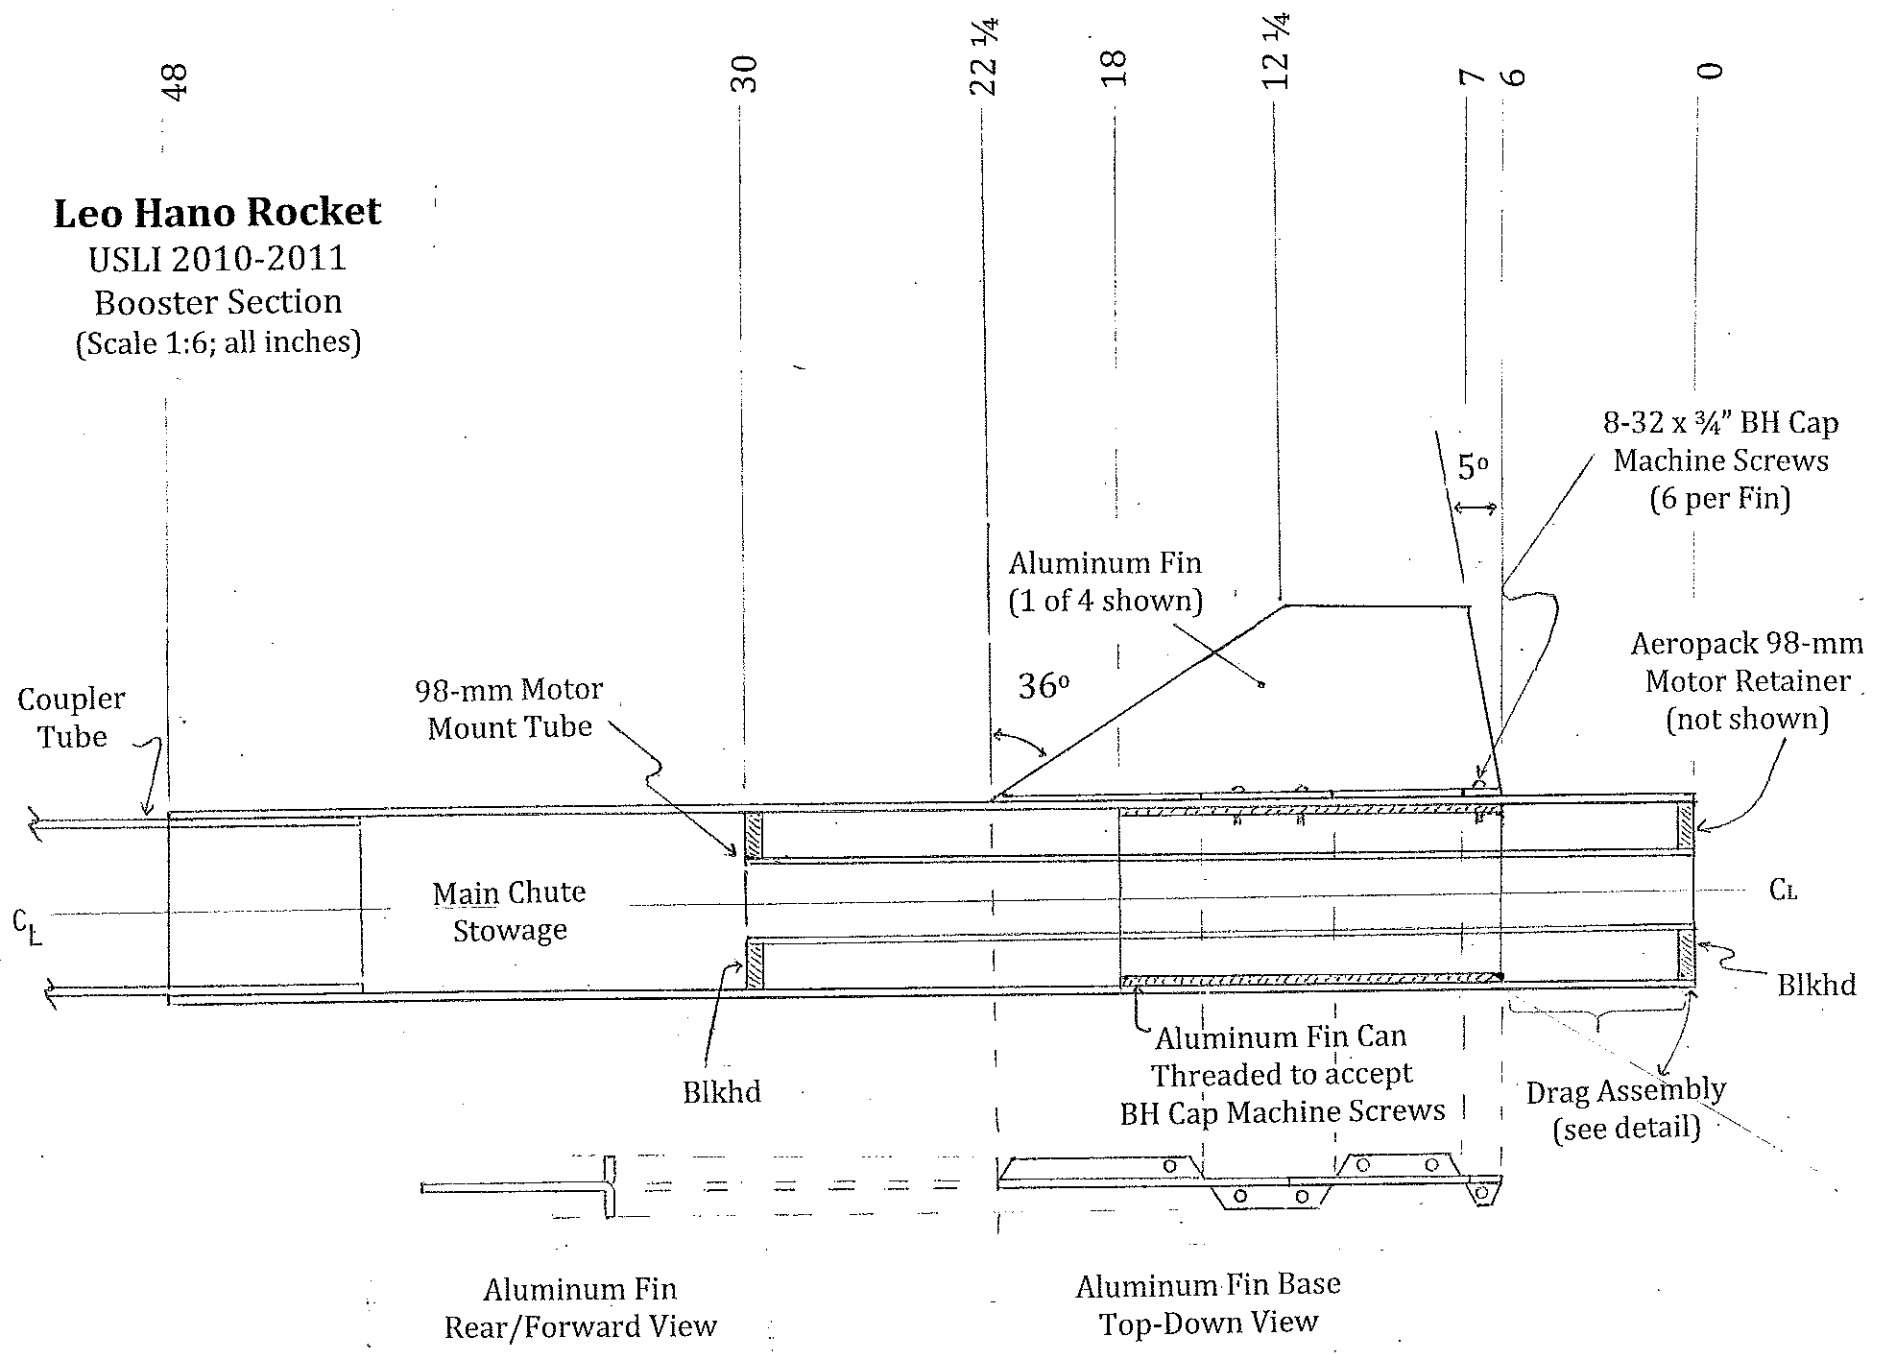 48
30
22 ¼
18
12 ¼
7
6
0
Leo Hano Rocket
USLI 2010-2011
Booster Section
(Scale 1:6; all inches)
8-32 x ¾” BH Cap
Machine Screws
(6 per Fin)
5º
Aluminum Fin
(1 of 4 shown)
36º
Aeropack 98-mm
Motor Retainer
(not shown)
Coupler
Tube
98-mm Motor
Mount Tube
Main Chute
Stowage
CL
CL
Blkhd
Aluminum Fin Can
Threaded to accept
BH Cap Machine Screws
Blkhd
Drag Assembly
(see detail)
Aluminum Fin
Rear/Forward View
Aluminum Fin Base
Top-Down View